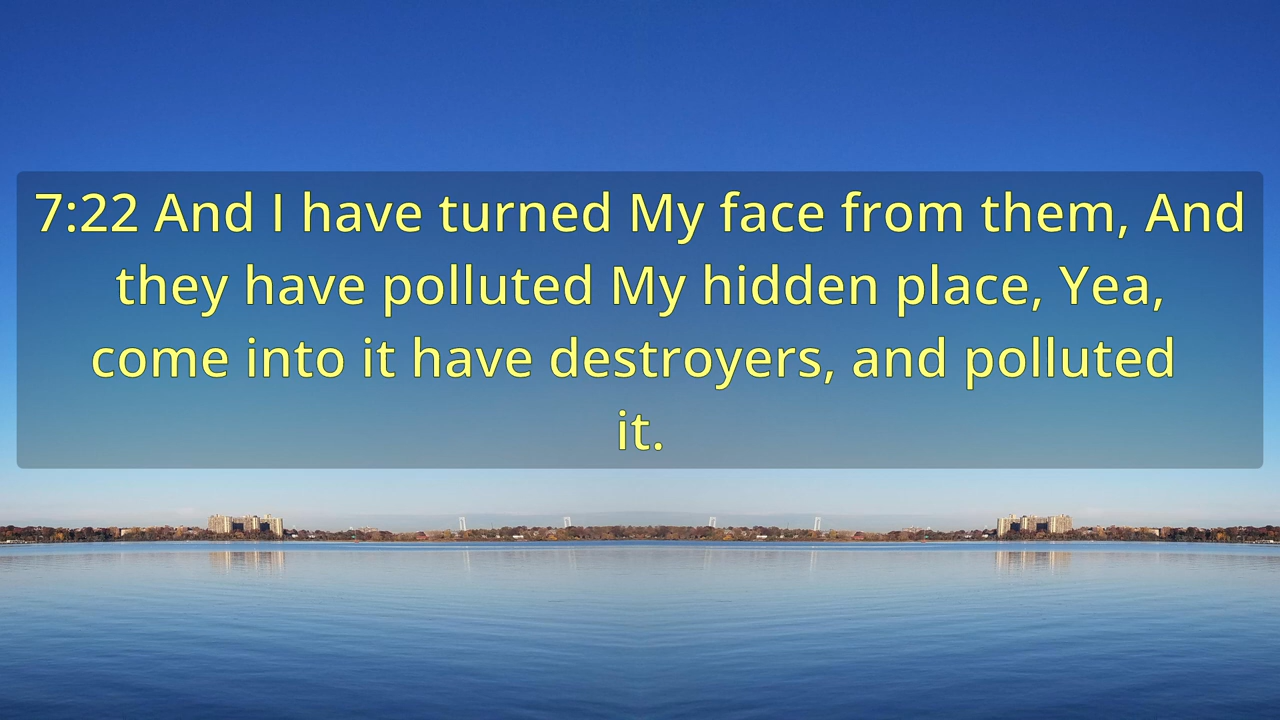 7:22 And I have turned My face from them, And
they have polluted My hidden place, Yea,
come into it have destroyers, and polluted
it.